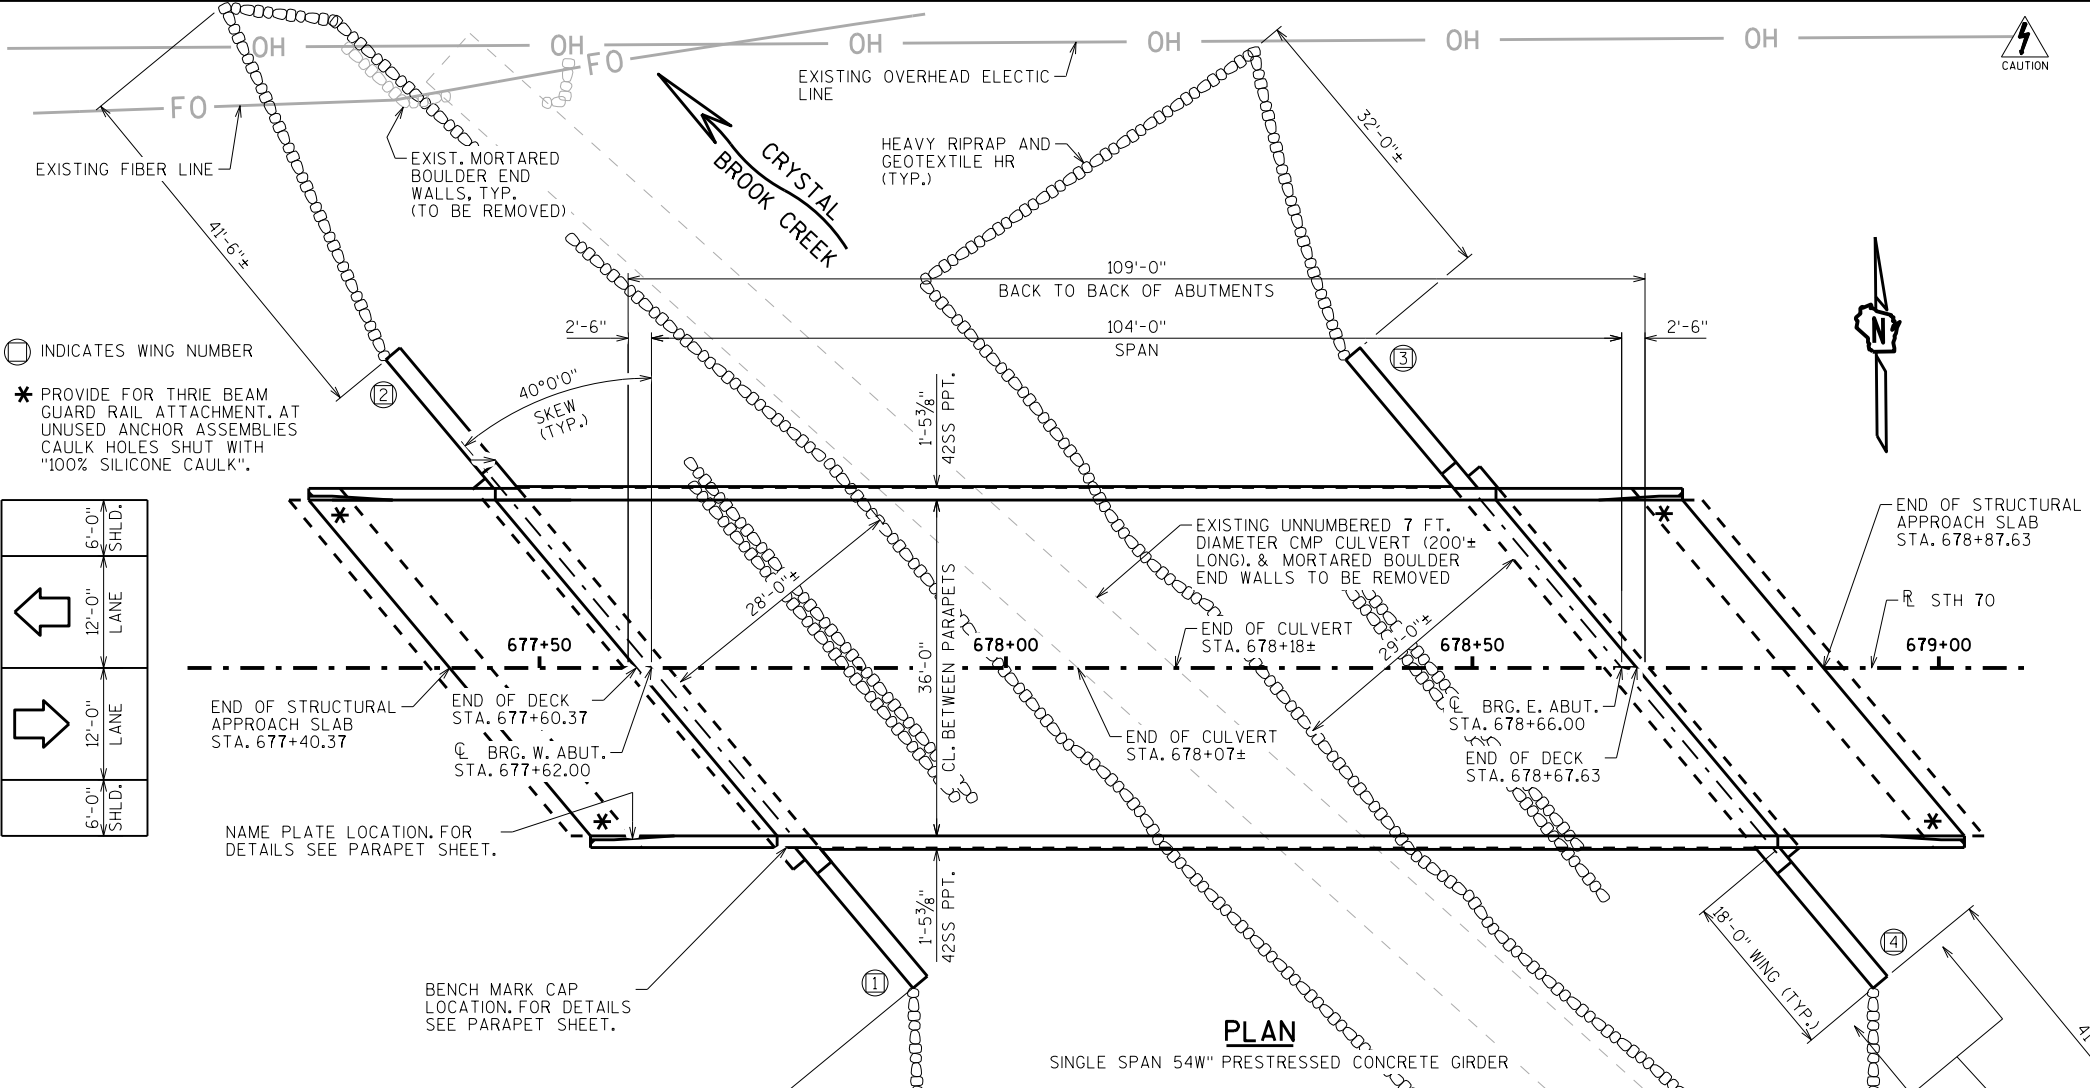 OH
OH
OH
OH
OH
OH
FO
FO
CAUTION
EXISTING OVERHEAD ELECTIC
LINE
EXISTING FIBER LINE
EXIST. MORTARED
BOULDER END
WALLS, TYP.
(TO BE REMOVED)
CRYSTAL
BROOK CREEK
HEAVY RIPRAP AND
GEOTEXTILE HR
(TYP.)
32'-0"±
41'-6"±
109'-0"
BACK TO BACK OF ABUTMENTS
2'-6"
104'-0"
SPAN
2'-6"
N
INDICATES WING NUMBER
* PROVIDE FOR THRIE BEAM
GUARD RAIL ATTACHMENT. AT
UNUSED ANCHOR ASSEMBLIES
CAULK HOLES SHUT WITH
"100% SILICONE CAULK".
2
3
40°0'0"
SKEW
(TYP.)
1'-5⅜"
42SS PPT.
6'-0"
SHLD.
12'-0"
LANE
12'-0"
LANE
6'-0"
SHLD.
*
*
END OF STRUCTURAL
APPROACH SLAB
STA. 678+87.63
EXISTING UNNUMBERED 7 FT.
DIAMETER CMP CULVERT (200'±
LONG). & MORTARED BOULDER
END WALLS TO BE REMOVED
28'-0"±
29'-0"±
36'-0"
CL. BETWEEN PARAPETS
RL STH 70
END OF CULVERT
STA. 678+18±
677+50
678+00
678+50
679+00
END OF STRUCTURAL
APPROACH SLAB
STA. 677+40.37
END OF DECK
STA. 677+60.37
CL BRG. W. ABUT.
STA. 677+62.00
END OF CULVERT
STA. 678+07±
CL BRG. E. ABUT.
STA. 678+66.00
END OF DECK
STA. 678+67.63
*
*
NAME PLATE LOCATION. FOR
DETAILS SEE PARAPET SHEET.
1'-5⅜"
42SS PPT.
18'-0" WING (TYP.)
1
4
BENCH MARK CAP
LOCATION. FOR DETAILS
SEE PARAPET SHEET.
PLAN
SINGLE SPAN 54W" PRESTRESSED CONCRETE GIRDER